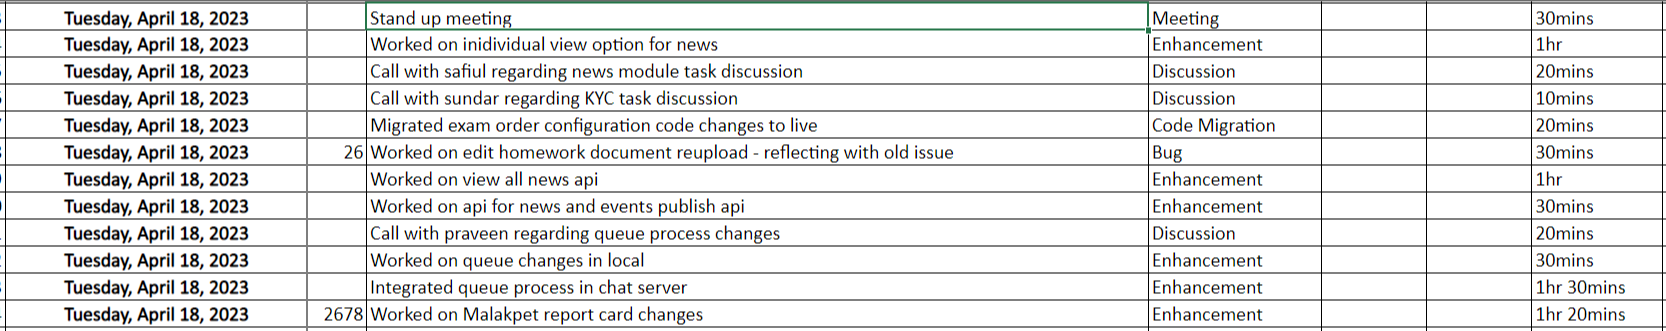 Tuesday, April 18, 2023 Stand up meeting Meeting 30mins
Tuesday, April 18, 2023 Worked on inidividual view option for news Enhancement 1hr
Tuesday, April 18, 2023 Call with safiul regarding news module task discussion Discussion 20mins
Tuesday, April 18, 2023 Call with sundar regarding KYC task discussion Discussion 10mins
Tuesday, April 18, 2023 Migrated exam order configuration code changes to live Code Migration 20mins
Tuesday, April 18, 2023 26 Worked on edit homework document reupload - reflecting with old issue Bug 30mins
Tuesday, April 18, 2023 Worked on view all news api Enhancement 1hr
Tuesday, April 18, 2023 Worked on api for news and events publish api Enhancement 30mins
Tuesday, April 18, 2023 Call with praveen regarding queue process changes Discussion 20mins
Tuesday, April 18, 2023 Worked on queue changes in local Enhancement 30mins
Tuesday, April 18, 2023 Integrated queue process in chat server Enhancement 1hr 30mins
Tuesday, April 18, 2023 2678 Worked on Malakpet report card changes Enhancement 1hr 20mins